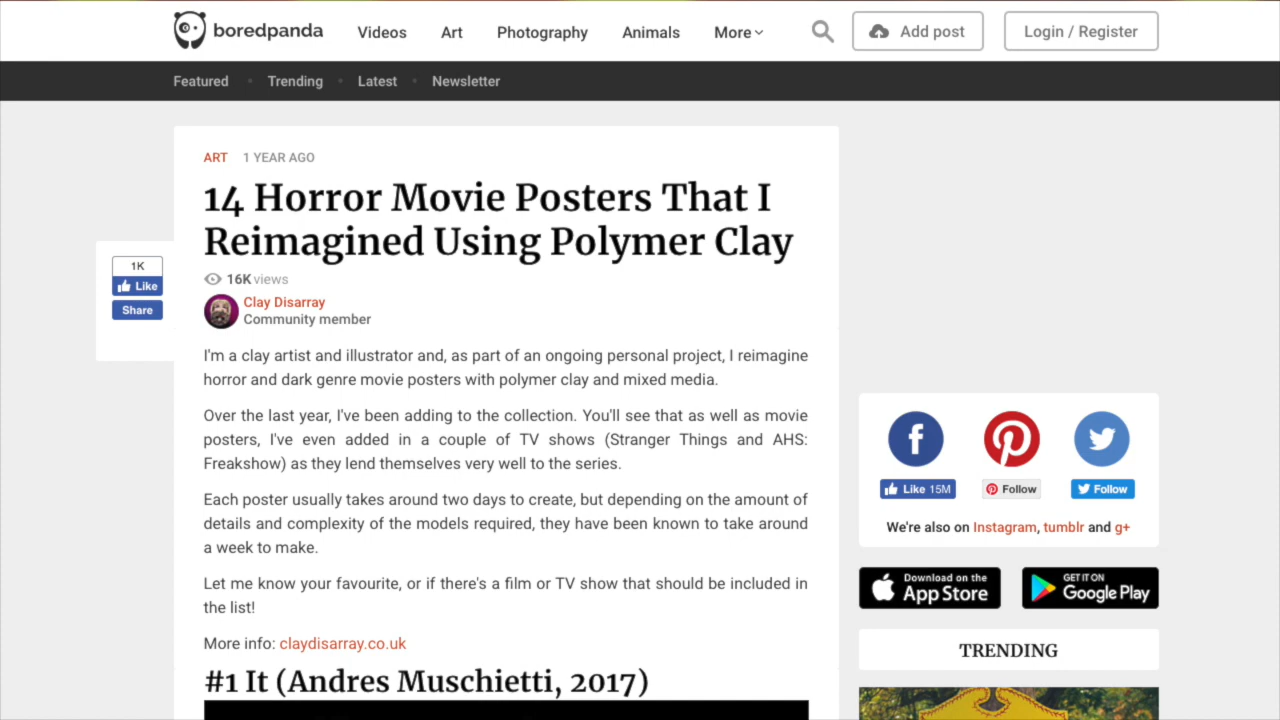 boredpanda Videos Art Photography Animals More Add post Login / Register
Featured • Trending • Latest • Newsletter
ART 1 YEAR AGO
14 Horror Movie Posters That I
Reimagined Using Polymer Clay
16K views
Clay Disarray
Community member
1K
Like
Share
I'm a clay artist and illustrator and, as part of an ongoing personal project, I reimagine
horror and dark genre movie posters with polymer clay and mixed media.
Over the last year, I've been adding to the collection. You'll see that as well as movie
posters, I've even added in a couple of TV shows (Stranger Things and AHS:
Freakshow) as they lend themselves very well to the series.
Each poster usually takes around two days to create, but depending on the amount of
details and complexity of the models required, they have been known to take around
a week to make.
Let me know your favourite, or if there's a film or TV show that should be included in
the list!
More info: claydisarray.co.uk
#1 It (Andres Muschietti, 2017)
Like 15M Follow Follow
We're also on Instagram, tumblr and g+
Download on the
App Store
GET IT ON
Google Play
TRENDING